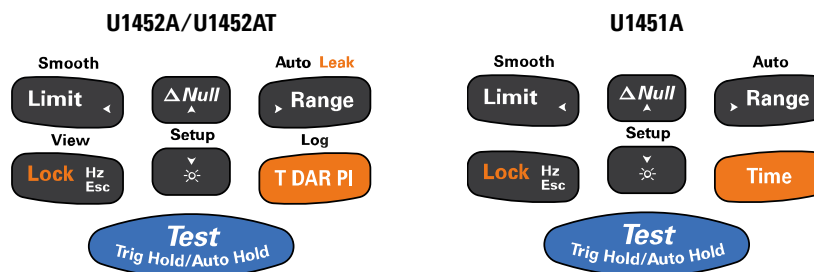 U1452A/U1452AT
Smooth
Auto Leak
Limit
ΔNull
Range
View
Setup
Log
Lock Hz Esc
T DAR PI
Test
Trig Hold/Auto Hold
U1451A
Smooth
Auto
Limit
ΔNull
Range
Setup
Lock Hz Esc
Time
Test
Trig Hold/Auto Hold